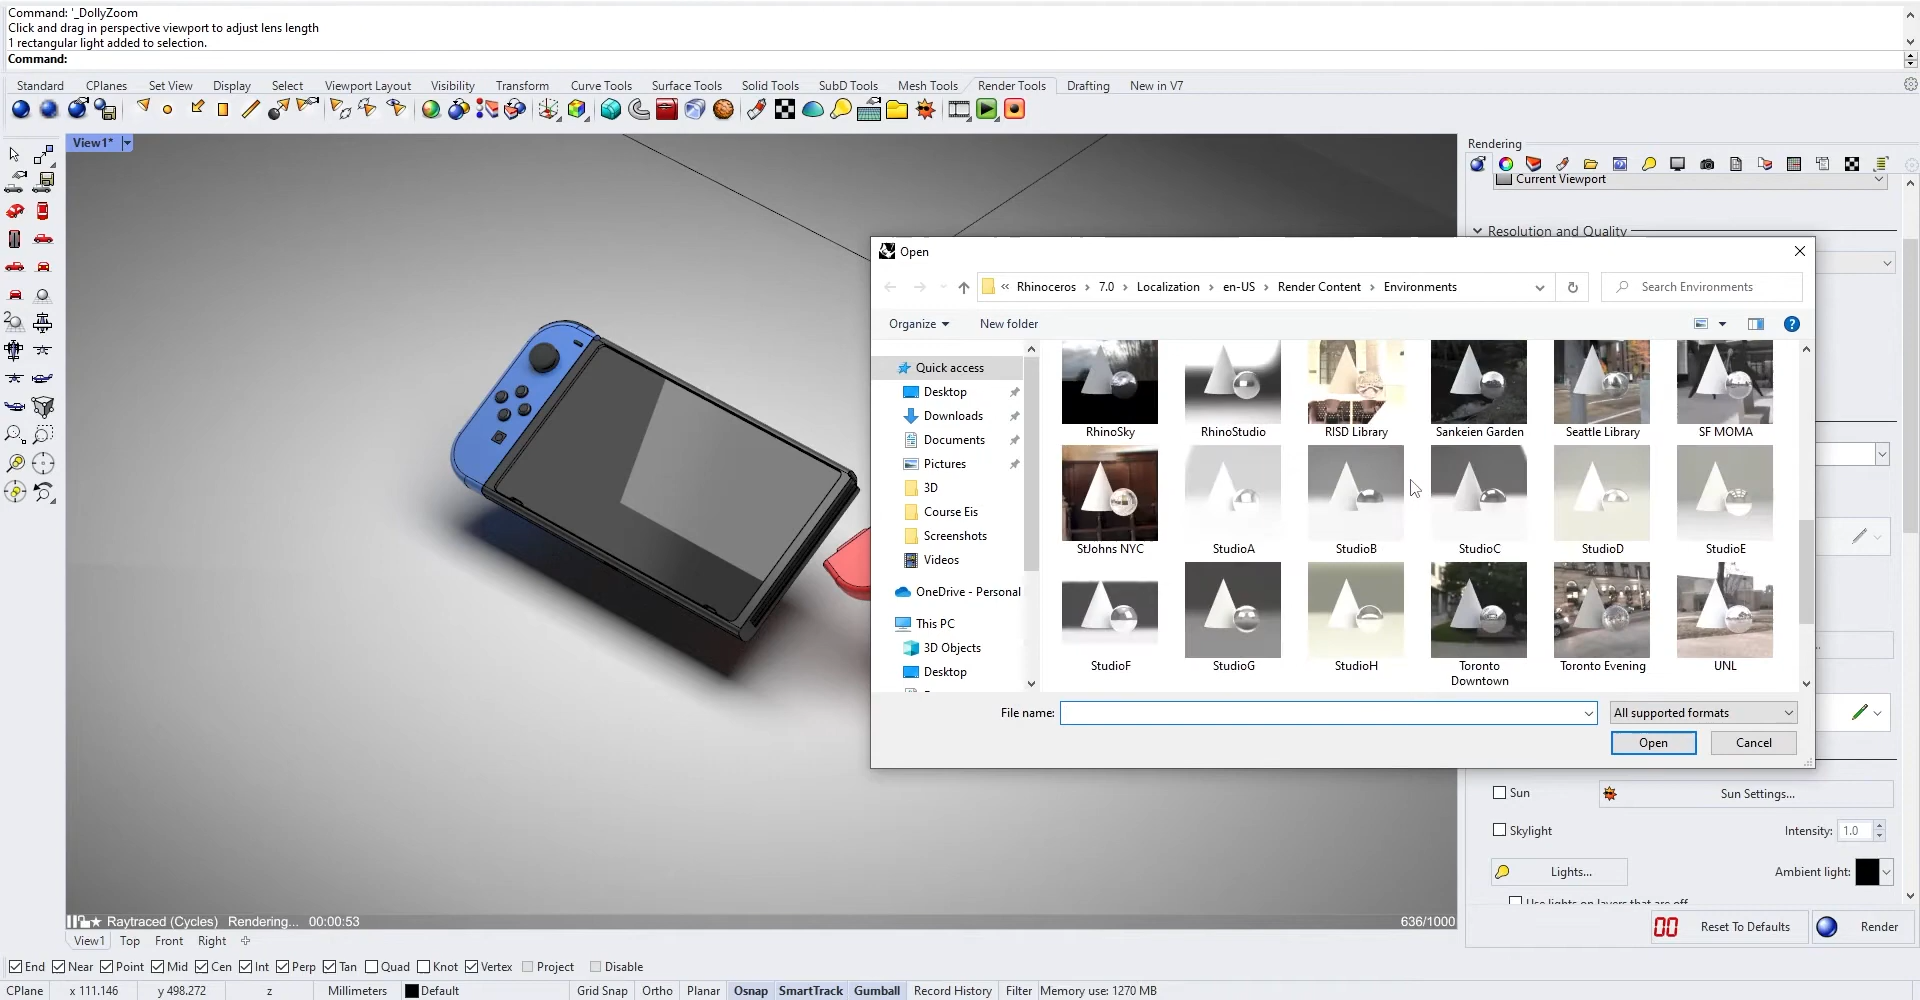 Command: '_DollyZoom
Click and drag in perspective viewport to adjust lens length
1 rectangular light added to selection.
Command:
Standard CPlanes Set View Display Select Viewport Layout Visibility Transform Curve Tools Surface Tools Solid Tools SubD Tools Mesh Tools Render Tools Drafting New in V7
View1*
Rendering
Current Viewport
Resolution and Quality
Open
« Rhinoceros › 7.0 › Localization › en-US › Render Content › Environments
Search Environments
Organize New folder
Quick access
Desktop
Downloads
Documents
Pictures
3D
Course Eis
Screenshots
Videos
OneDrive - Personal
This PC
3D Objects
Desktop
RhinoSky RhinoStudio RISD Library Sankeien Garden Seattle Library SF MOMA
StJohns NYC StudioA StudioB StudioC StudioD StudioE
StudioF StudioG StudioH Toronto Downtown Toronto Evening UNL
File name: All supported formats
Open Cancel
Sun Sun Settings...
Skylight Intensity: 1.0
Lights... Ambient light:
Use lights on layers that are off
Reset To Defaults Render
Raytraced (Cycles) Rendering... 00:00:53 636/1000
View1 Top Front Right
End Near Point Mid Cen Int Perp Tan Quad Knot Vertex Project Disable
CPlane x 111.146 y 498.272 z Millimeters Default Grid Snap Ortho Planar Osnap SmartTrack Gumball Record History Filter Memory use: 1270 MB